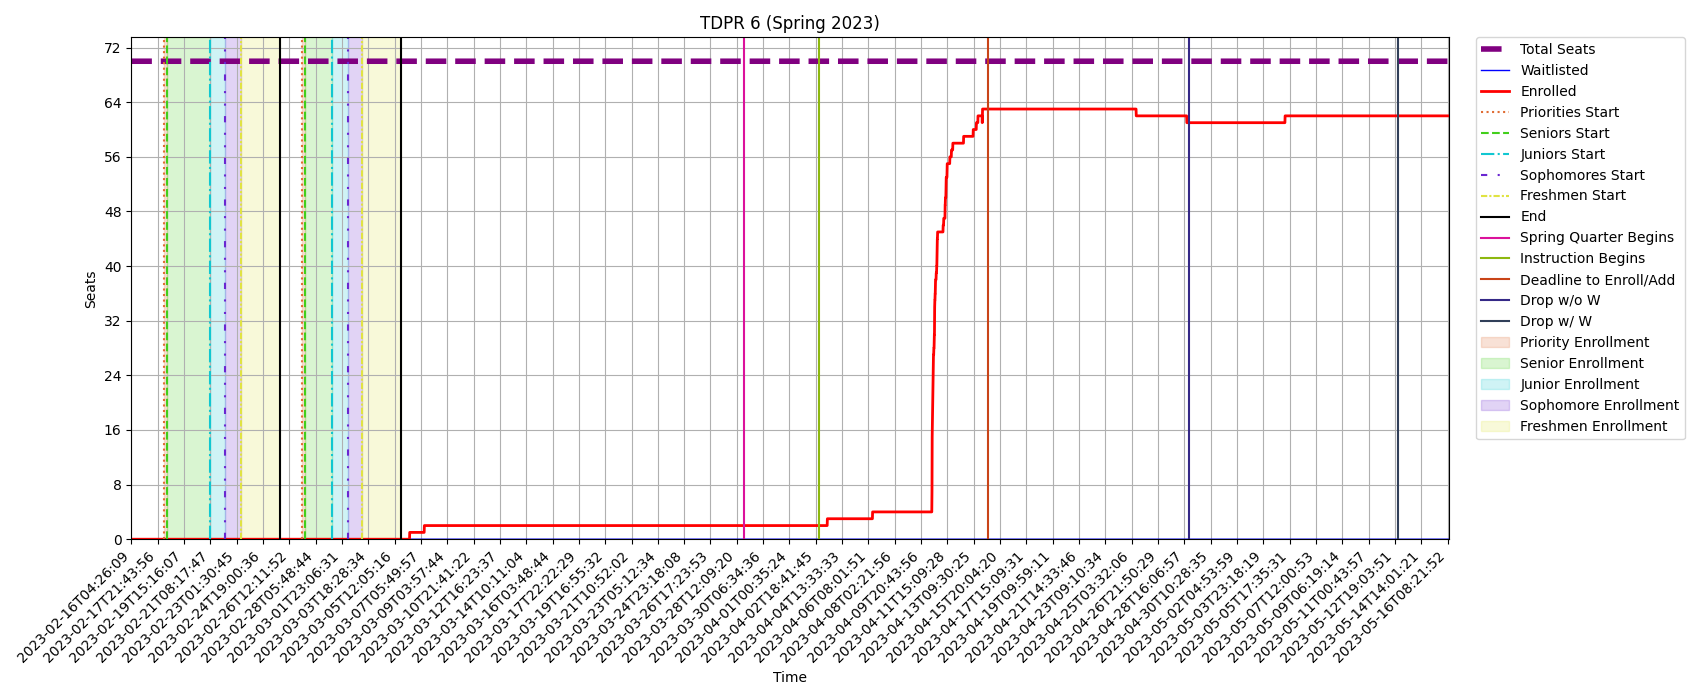 TDPR 6 (Spring 2023)
Seats
72
64
56
48
40
32
24
16
8
0
2023-02-16T04:26:09
2023-02-17T21:43:56
2023-02-19T15:16:07
2023-02-21T08:17:47
2023-02-23T01:30:45
2023-02-24T19:00:36
2023-02-26T12:11:52
2023-02-28T05:48:44
2023-03-01T23:06:31
2023-03-03T16:28:34
2023-03-05T12:05:16
2023-03-07T05:49:57
2023-03-09T03:57:44
2023-03-10T21:41:22
2023-03-12T16:23:37
2023-03-14T10:11:04
2023-03-16T03:48:44
2023-03-17T22:22:29
2023-03-19T16:55:32
2023-03-21T10:52:02
2023-03-23T05:12:34
2023-03-24T23:18:08
2023-03-26T17:23:53
2023-03-28T12:09:20
2023-03-30T06:34:36
2023-04-01T00:35:24
2023-04-02T18:41:45
2023-04-04T13:33:33
2023-04-06T08:01:51
2023-04-08T02:21:56
2023-04-09T20:43:56
2023-04-11T15:09:28
2023-04-13T09:30:25
2023-04-15T20:04:20
2023-04-17T15:09:31
2023-04-19T09:59:11
2023-04-21T14:33:46
2023-04-23T09:10:34
2023-04-25T03:32:06
2023-04-26T21:50:29
2023-04-28T16:06:57
2023-04-30T10:28:35
2023-05-02T04:53:59
2023-05-03T23:18:19
2023-05-05T17:35:31
2023-05-07T12:00:53
2023-05-09T06:19:14
2023-05-11T00:43:57
2023-05-12T19:03:51
2023-05-14T14:01:21
2023-05-16T08:21:52
Time
Total Seats
Waitlisted
Enrolled
Priorities Start
Seniors Start
Juniors Start
Sophomores Start
Freshmen Start
End
Spring Quarter Begins
Instruction Begins
Deadline to Enroll/Add
Drop w/o W
Drop w/ W
Priority Enrollment
Senior Enrollment
Junior Enrollment
Sophomore Enrollment
Freshmen Enrollment